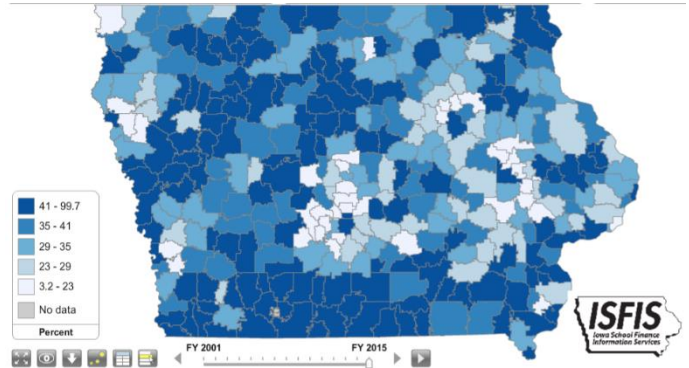 41 - 99.7
35 - 41
29 - 35
23 - 29
3.2 - 23
No data
Percent
FY 2001
FY 2015
ISFIS
Iowa School Finance
Information Services